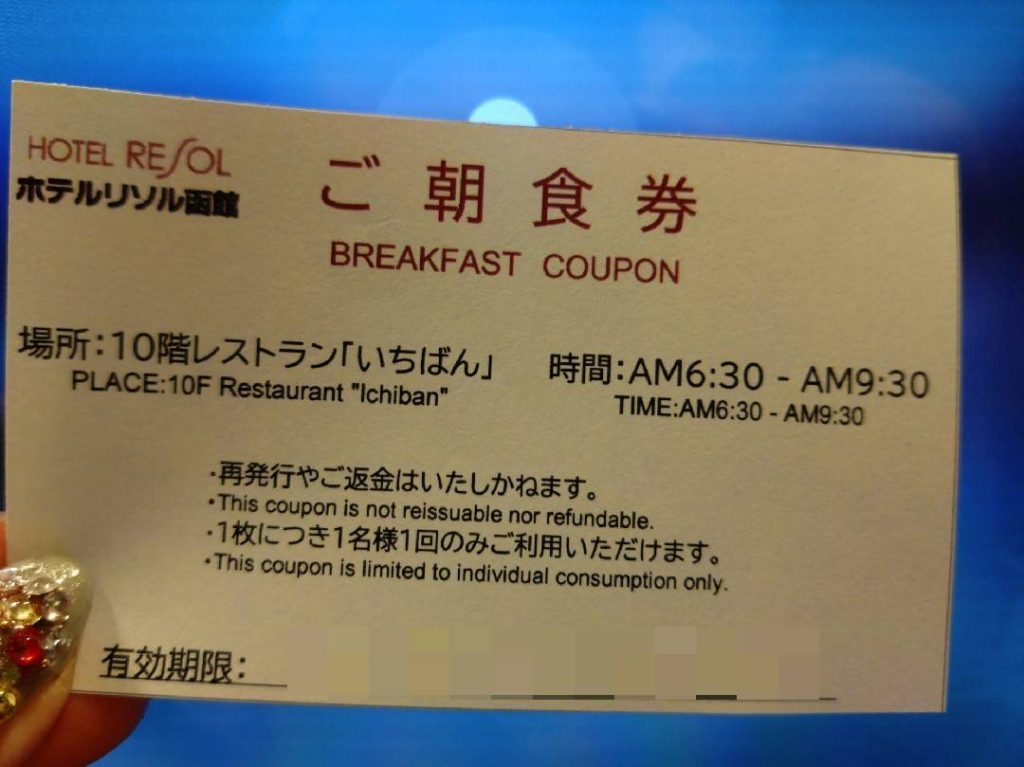 HOTEL RESOL
ホテルリソル函館
ご朝食券
BREAKFAST COUPON
場所:10階レストラン「いちばん」
PLACE:10F Restaurant "Ichiban"
時間:AM6:30 - AM9:30
TIME:AM6:30 - AM9:30
・再発行やご返金はいたしかねます。
・This coupon is not reissuable nor refundable.
・1枚につき1名様1回のみご利用いただけます。
・This coupon is limited to individual consumption only.
有効期限: